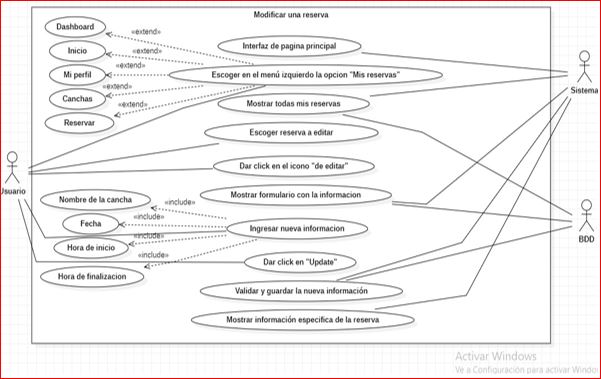 Modificar una reserva
Dashboard
«extend»
Inicio
«extend»
Mi perfil
«extend»
Canchas
«extend»
Reservar
«extend»
Interfaz de pagina principal
Escoger en el menú izquierdo la opcion "Mis reservas"
Mostrar todas mis reservas
Escoger reserva a editar
Dar click en el icono "de editar"
Mostrar formulario con la informacion
Sistema
Usuario
BDD
Nombre de la cancha
«include»
Fecha
«include»
Hora de inicio
«include»
Hora de finalizacion
«include»
Ingresar nueva informacion
Dar click en "Update"
Validar y guardar la nueva información
Mostrar información especifica de la reserva
Activar Windows
Ve a Configuración para activar Windows